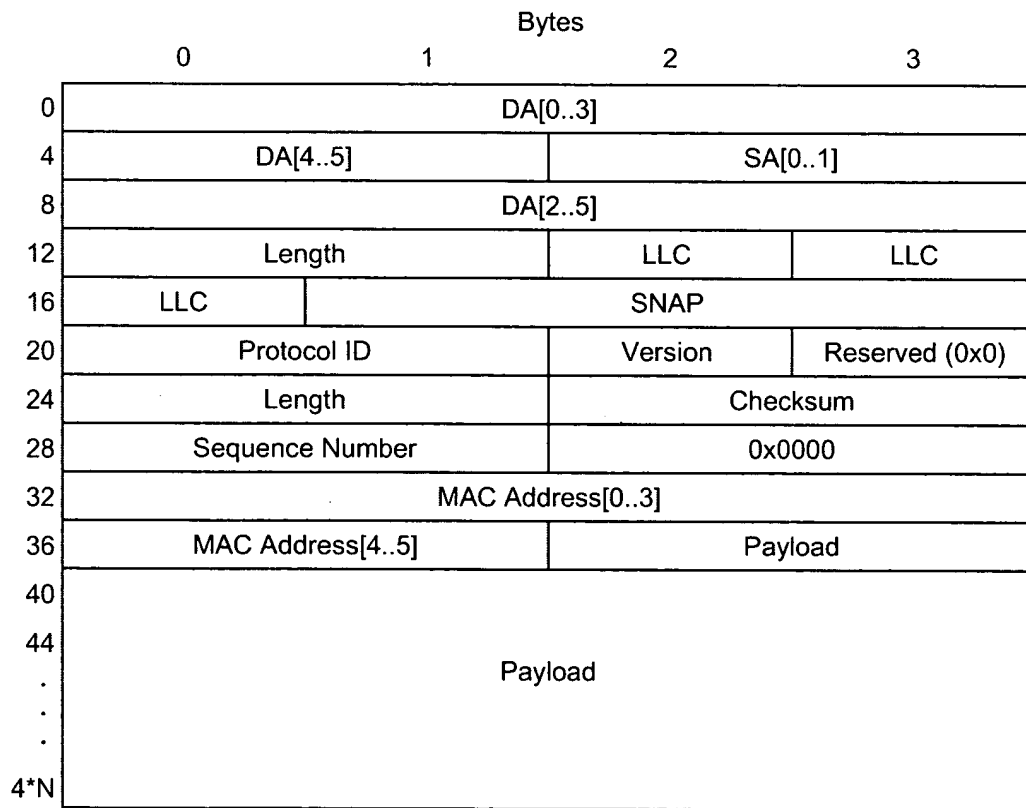 Bytes
0 1 2 3
0 DA[0..3]
4 DA[4..5] SA[0..1]
8 DA[2..5]
12 Length LLC LLC
16 LLC SNAP
20 Protocol ID Version Reserved (0x0)
24 Length Checksum
28 Sequence Number 0x0000
32 MAC Address[0..3]
36 MAC Address[4..5] Payload
40
44
Payload
.
.
.
4*N